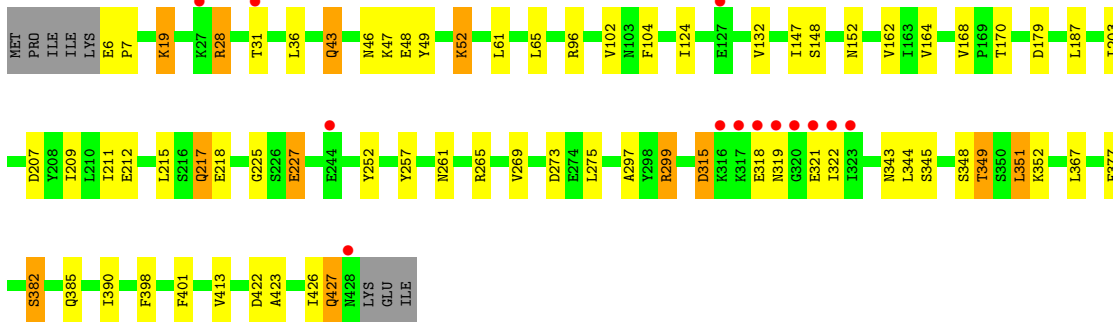 MET PRO ILE ILE LYS E6 P7 K19 K27 R28 T31 L36 Q43 N46 K47 E48 Y49 K52 L61 L65 R96 V102 N103 F104 I124 E127 V132 I147 S148 N152 V162 I163 V164 V168 P169 T170 D179 L187
D207 Y208 I209 L210 I211 E212 L215 S216 Q217 E218 G225 S226 E227 E244 Y252 Y257 N261 R265 V269 D273 E274 L275 A297 Y298 R299 D315 K316 K317 E318 N319 G320 E321 I322 I323 N343 L344 S345 S348 T349 S350 L351 K352 L367
S382 Q385 I390 F398 F401 V413 D422 A423 I426 Q427 N428 LYS GLU ILE